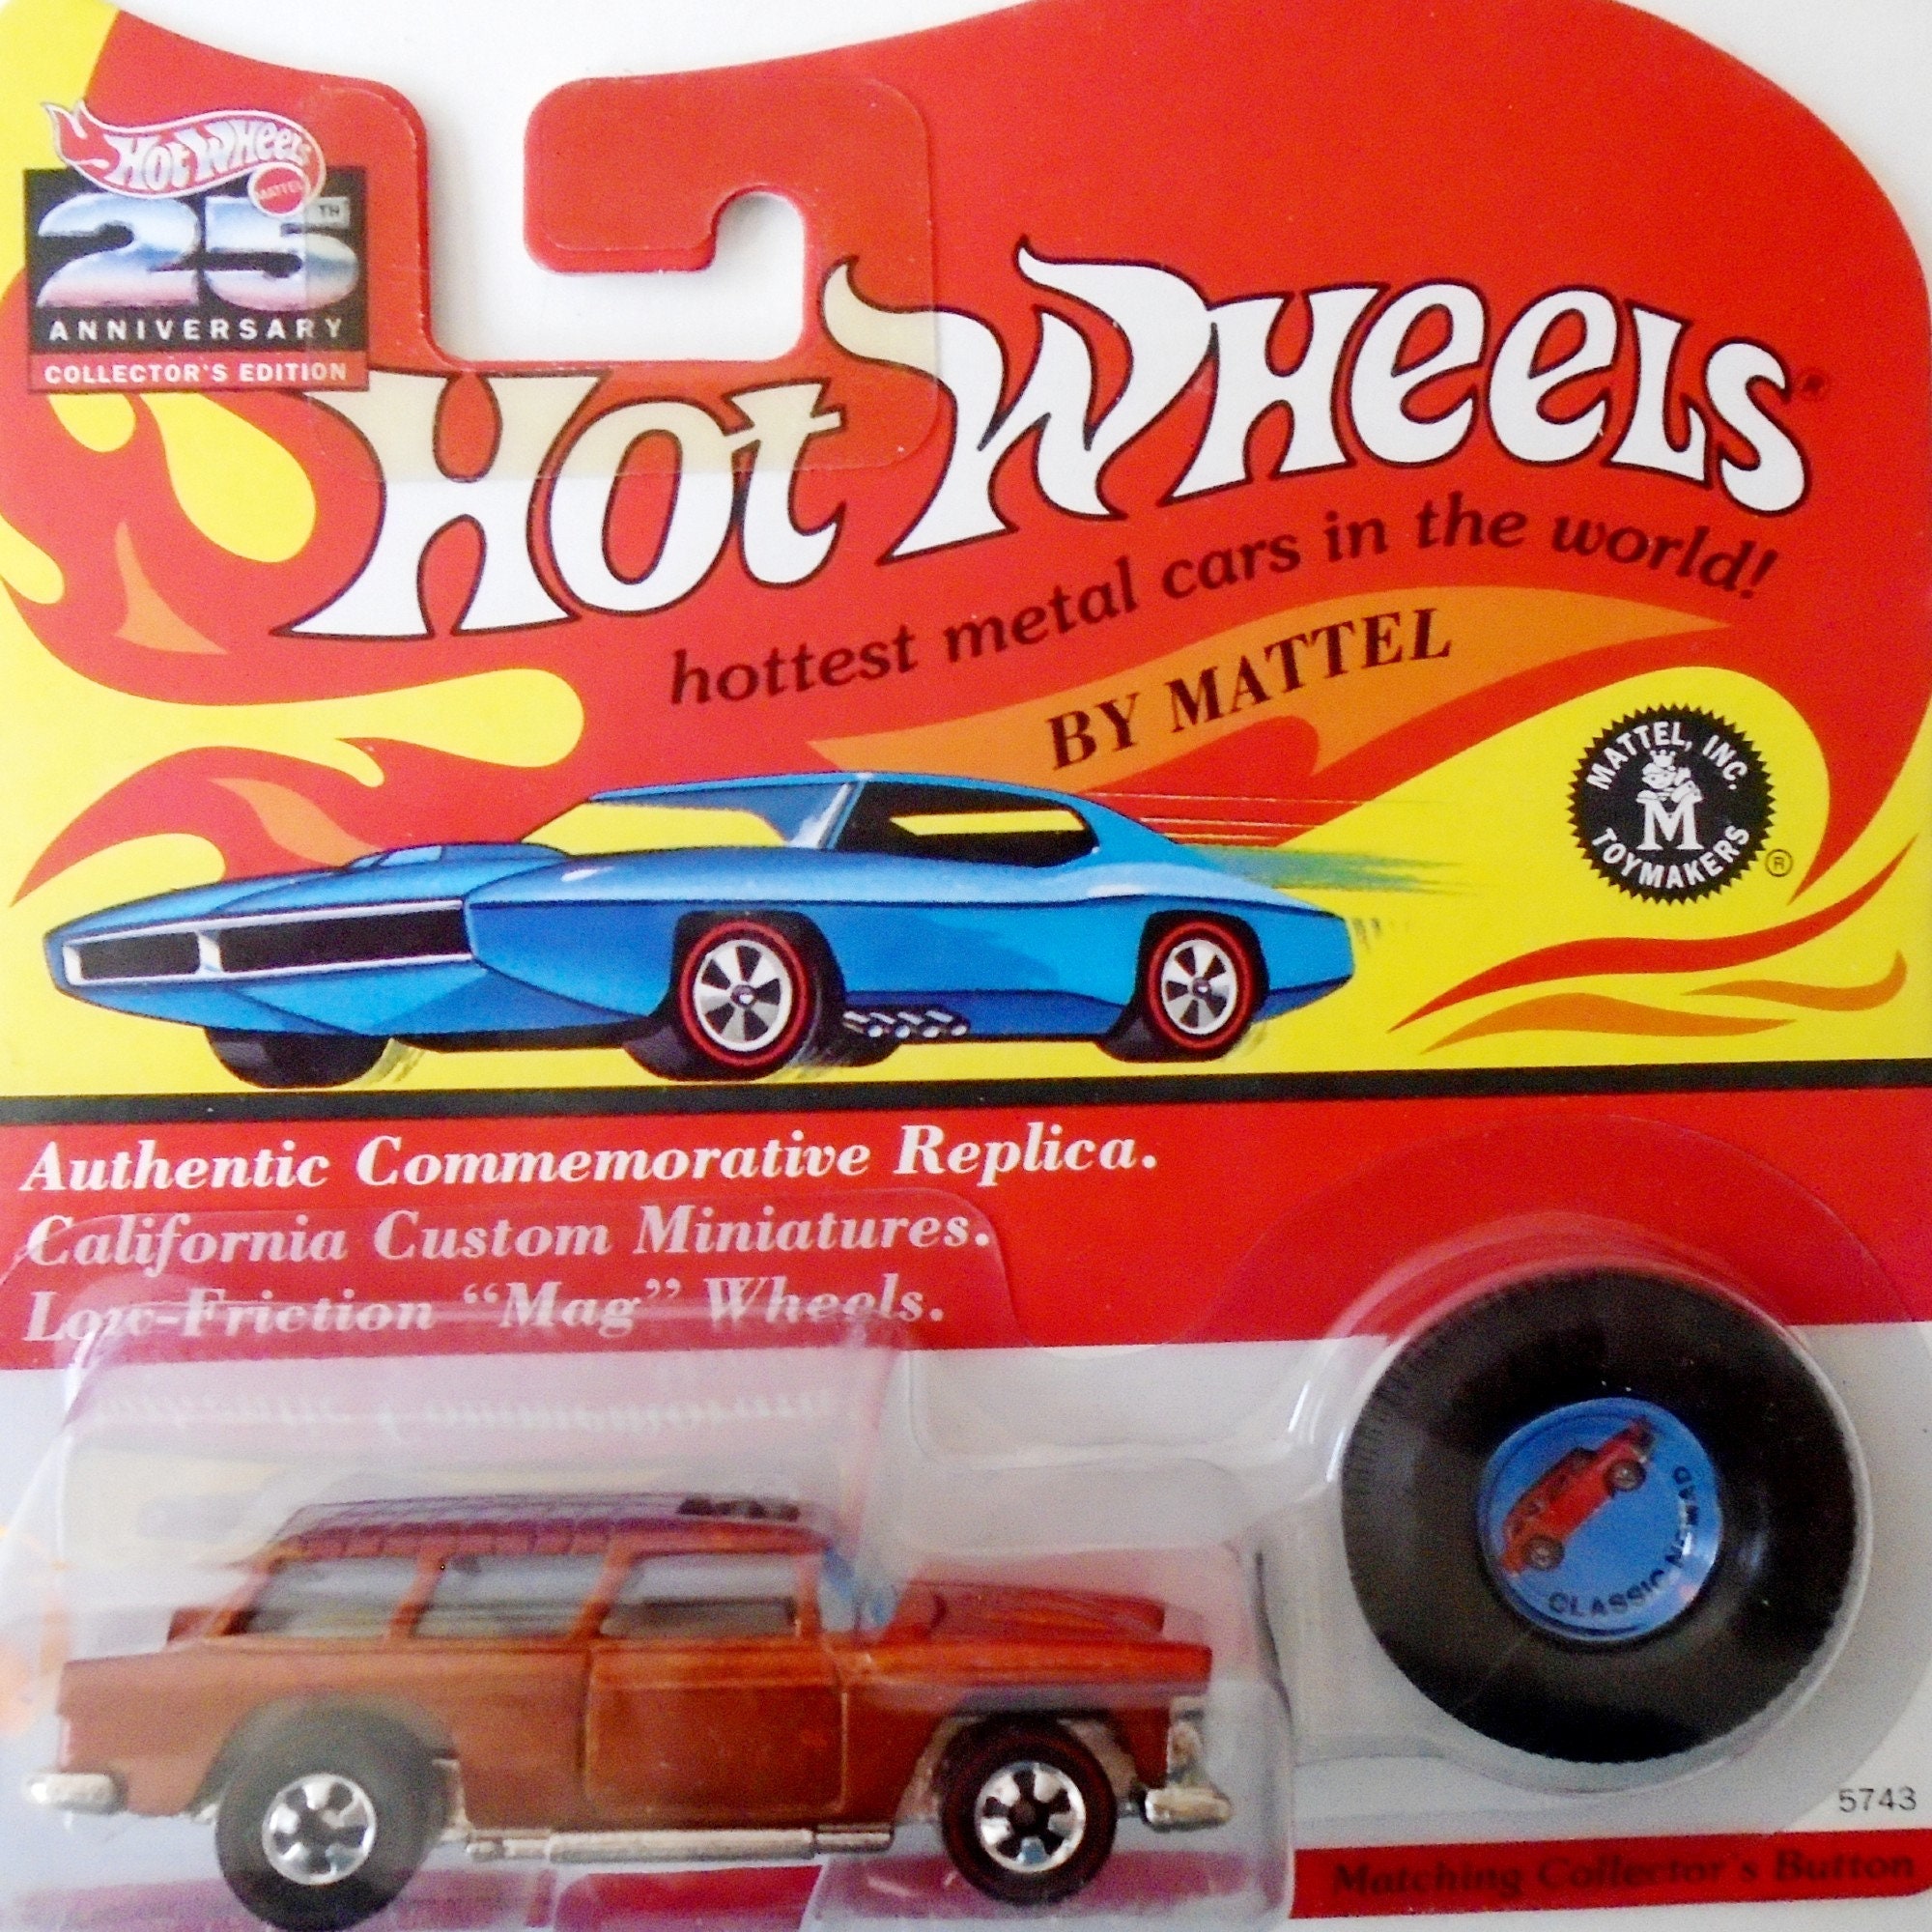 Hot Wheels
MATTEL
25TH
ANNIVERSARY
COLLECTOR'S EDITION
Hot Wheels®
hottest metal cars in the world!
BY MATTEL
MATTEL, INC.
M
TOYMAKERS
®
Authentic Commemorative Replica.
California Custom Miniatures.
Low-Friction “Mag” Wheels.
CLASSIC NOMAD
5743
Matching Collector's Button